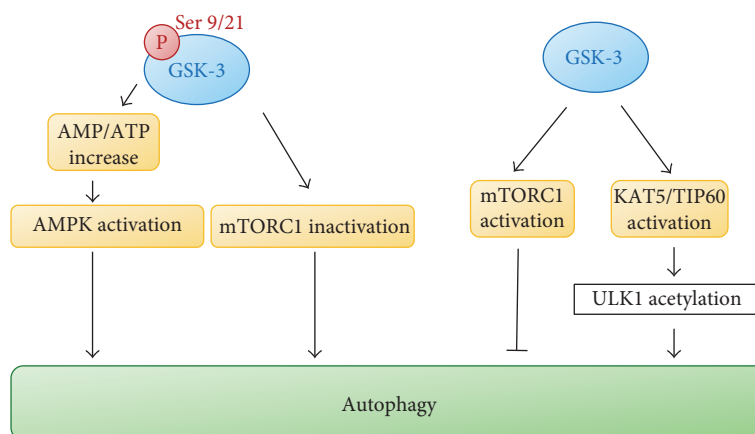 Ser 9/21
P
GSK-3
GSK-3
AMP/ATP
increase
AMPK activation
mTORC1 inactivation
mTORC1
activation
KAT5/TIP60
activation
ULK1 acetylation
Autophagy